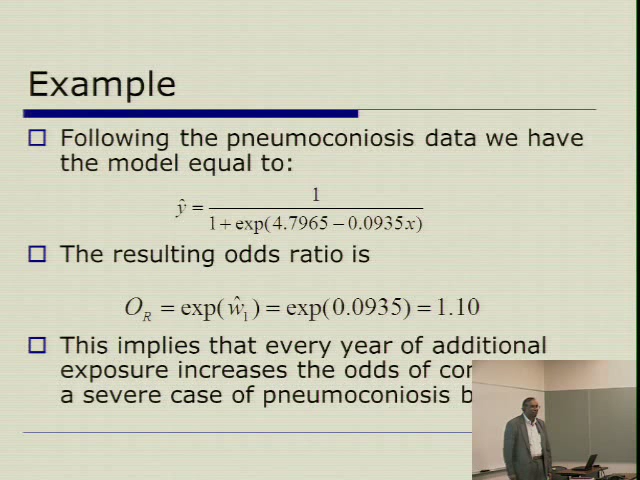 Example
Following the pneumoconiosis data we have
the model equal to:
ŷ = 1 / (1 + exp(4.7965 − 0.0935x))
The resulting odds ratio is
O_R = exp(ŵ_1) = exp(0.0935) = 1.10
This implies that every year of additional
exposure increases the odds of
a severe case of pneumoconiosis